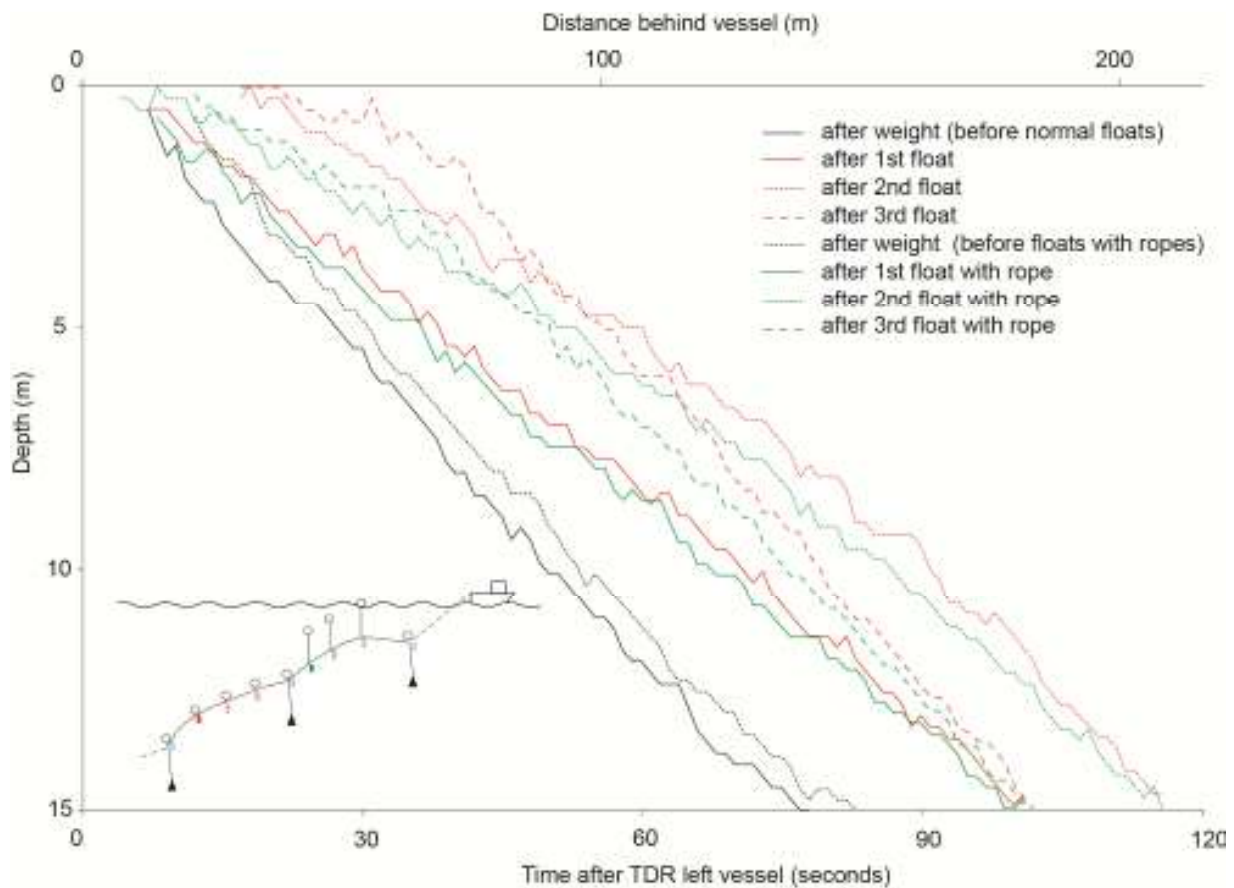 Distance behind vessel (m)
0 100 200
0
after weight (before normal floats)
after 1st float
after 2nd float
after 3rd float
after weight (before floats with ropes)
after 1st float with rope
after 2nd float with rope
after 3rd float with rope
5
Depth (m)
10
15
0 30 60 90 120
Time after TDR left vessel (seconds)